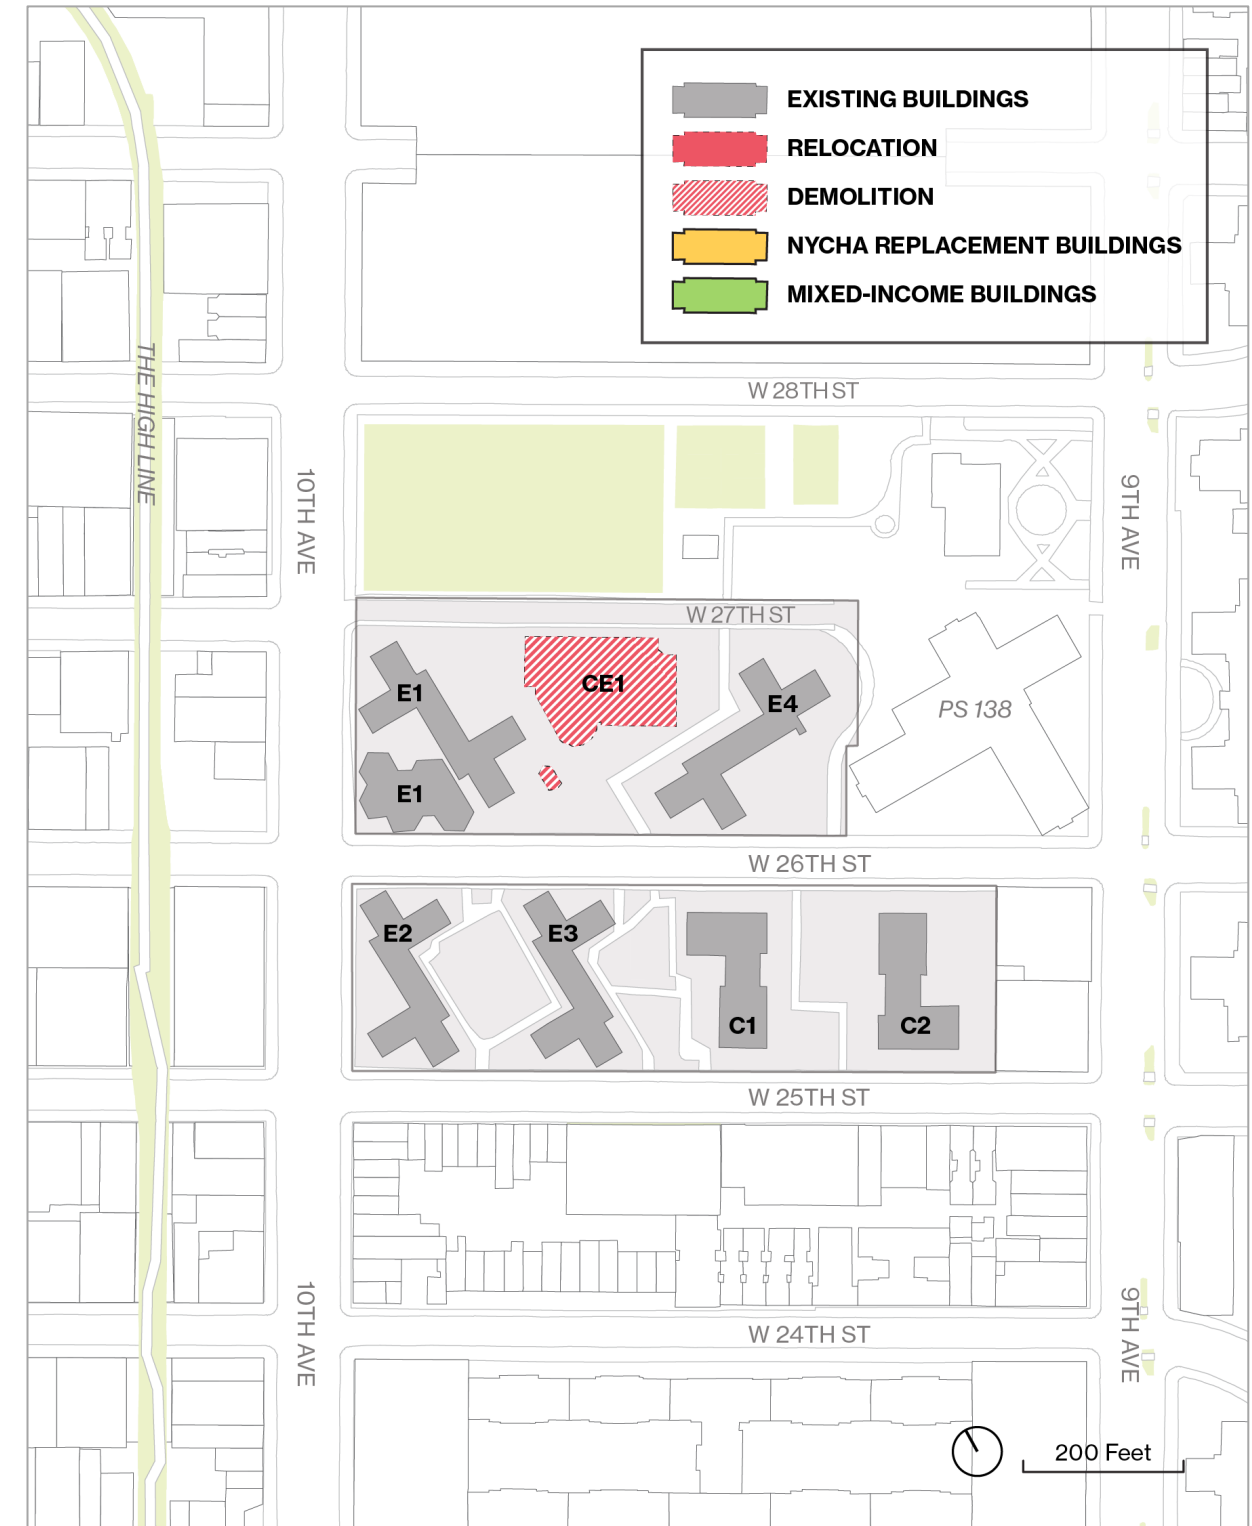 EXISTING BUILDINGS
RELOCATION
DEMOLITION
NYCHA REPLACEMENT BUILDINGS
MIXED-INCOME BUILDINGS
THE HIGH LINE
W 28TH ST
10TH AVE
9TH AVE
W 27TH ST
E1
CE1
E4
PS 138
E1
W 26TH ST
E2
E3
C1
C2
W 25TH ST
10TH AVE
9TH AVE
W 24TH ST
200 Feet